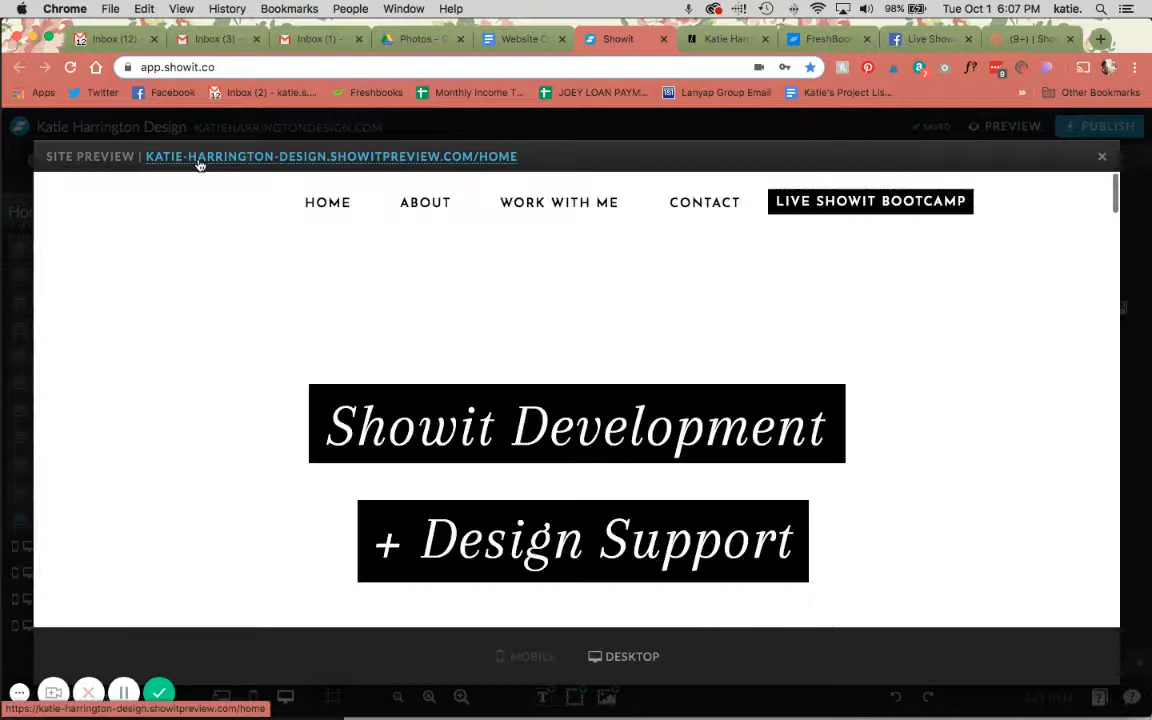 Chrome File Edit View History Bookmarks People Window Help 98% Tue Oct 1 6:07 PM katie.
Inbox (12) Inbox (3) Inbox (1) - Photos - G Website C Showit Katie Harr FreshBoo Live Show (9+) | Sho
app.showit.co
Apps Twitter Facebook Inbox (2) - katie.s... Freshbooks Monthly Income T... JOEY LOAN PAYM... Lanyap Group Email Katie's Project Lis... » Other Bookmarks
Katie Harrington Design KATIEHARRINGTONDESIGN.COM SAVED PREVIEW PUBLISH
SITE PREVIEW | KATIE-HARRINGTON-DESIGN.SHOWITPREVIEW.COM/HOME
HOME ABOUT WORK WITH ME CONTACT LIVE SHOWIT BOOTCAMP
Showit Development
+ Design Support
MOBILE DESKTOP
https://katie-harrington-design.showitpreview.com/home